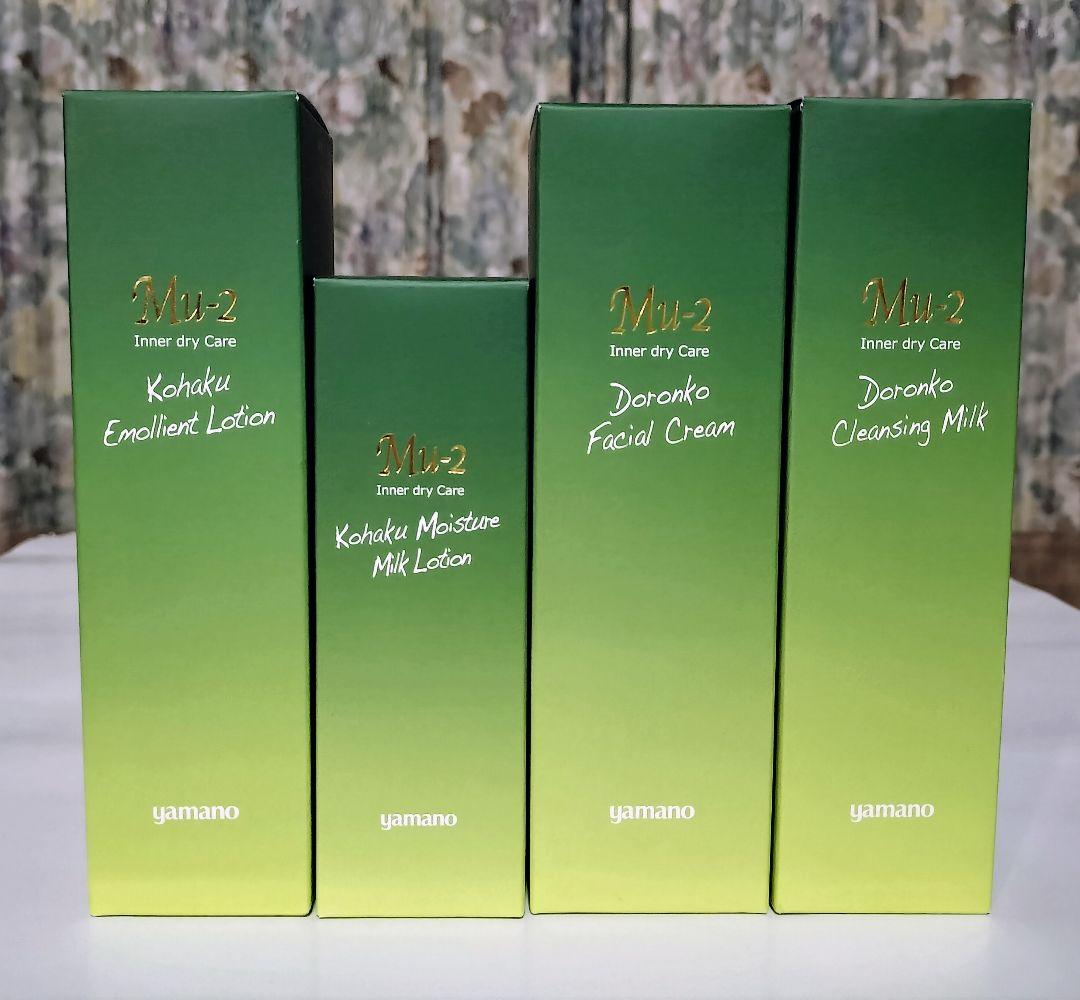 Mu-2
Inner dry Care
Kohaku
Emollient Lotion
yamano
Mu-2
Inner dry Care
Kohaku Moisture
Milk Lotion
yamano
Mu-2
Inner dry Care
Doronko
Facial Cream
yamano
Mu-2
Inner dry Care
Doronko
Cleansing Milk
yamano